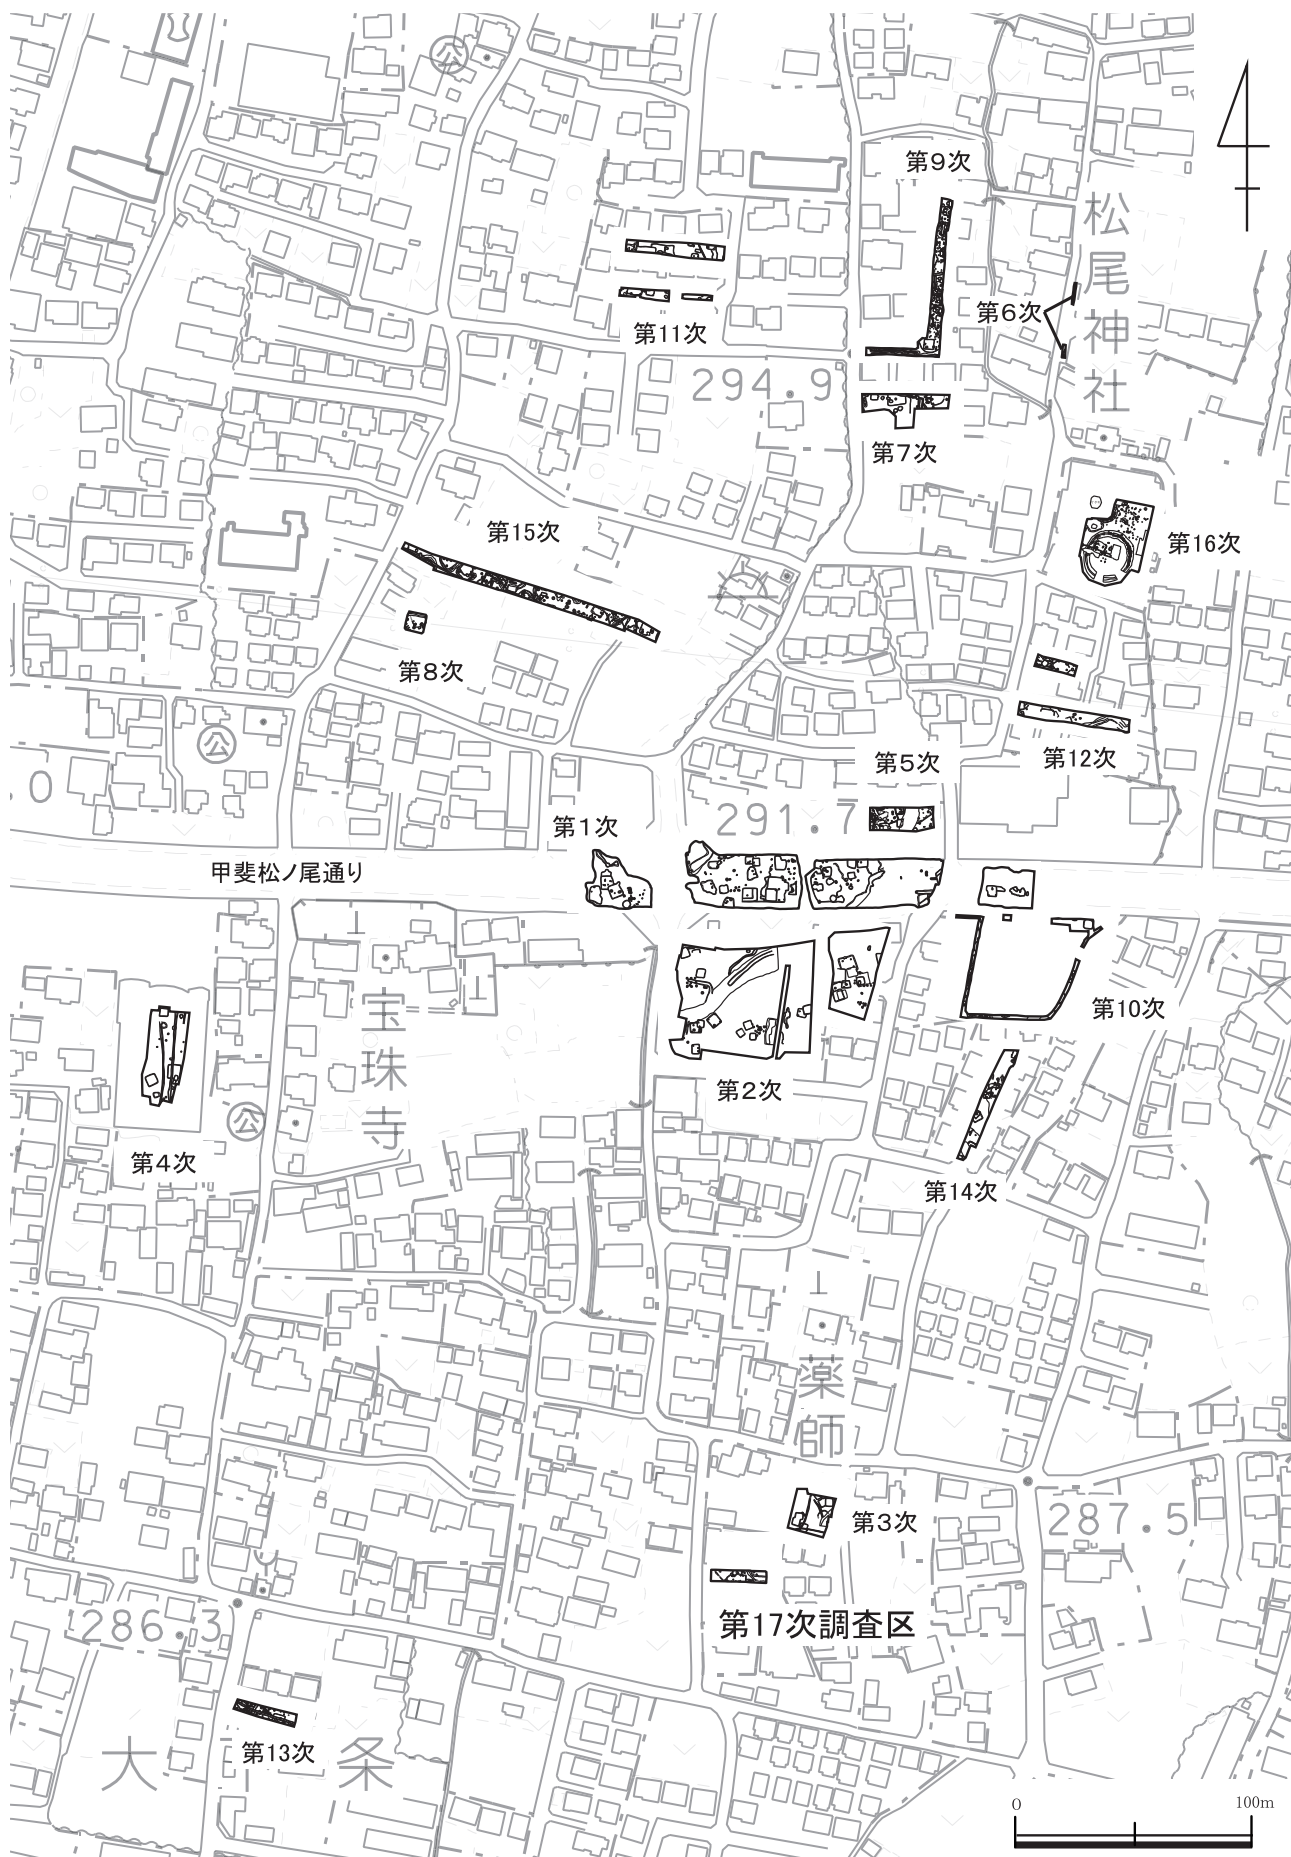 公
第9次
松尾神社
第6次
第11次
294.9
第7次
第15次
第16次
第8次
公
.0
第5次
第12次
291.7
第1次
甲斐松ノ尾通り
宝珠寺
第10次
第2次
公
第4次
第14次
薬師
第3次
287.5
第17次調査区
286.3
第13次
大
条
0
100m